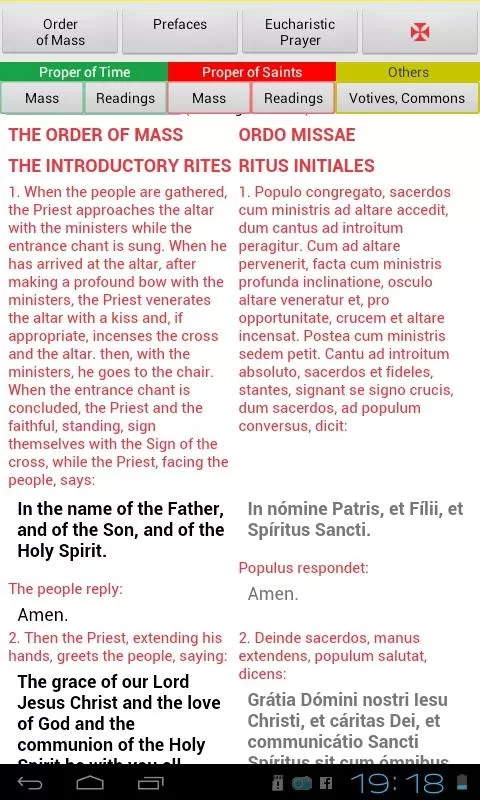 Order
of Mass
Prefaces
Eucharistic
Prayer
Proper of Time
Proper of Saints
Others
Mass
Readings
Mass
Readings
Votives, Commons
THE ORDER OF MASS
THE INTRODUCTORY RITES
1. When the people are gathered,
the Priest approaches the altar
with the ministers while the
entrance chant is sung. When he
has arrived at the altar, after
making a profound bow with the
ministers, the Priest venerates
the altar with a kiss and, if
appropriate, incenses the cross
and the altar. then, with the
ministers, he goes to the chair.
When the entrance chant is
concluded, the Priest and the
faithful, standing, sign
themselves with the Sign of the
cross, while the Priest, facing the
people, says:
In the name of the Father,
and of the Son, and of the
Holy Spirit.
The people reply:
Amen.
2. Then the Priest, extending his
hands, greets the people, saying:
The grace of our Lord
Jesus Christ and the love
of God and the
communion of the Holy
Spirit be with you all
ORDO MISSAE
RITUS INITIALES
1. Populo congregato, sacerdos
cum ministris ad altare accedit,
dum cantus ad introitum
peragitur. Cum ad altare
pervenerit, facta cum ministris
profunda inclinatione, osculo
altare veneratur et, pro
opportunitate, crucem et altare
incensat. Postea cum ministris
sedem petit. Cantu ad introitum
absoluto, sacerdos et fideles,
stantes, signant se signo crucis,
dum sacerdos, ad populum
conversus, dicit:
In nómine Patris, et Fílii, et
Spíritus Sancti.
Populus respondet:
Amen.
2. Deinde sacerdos, manus
extendens, populum salutat,
dicens:
Grátia Dómini nostri Iesu
Christi, et cáritas Dei, et
communicátio Sancti
Spíritus sit cum ómnibus
19:18